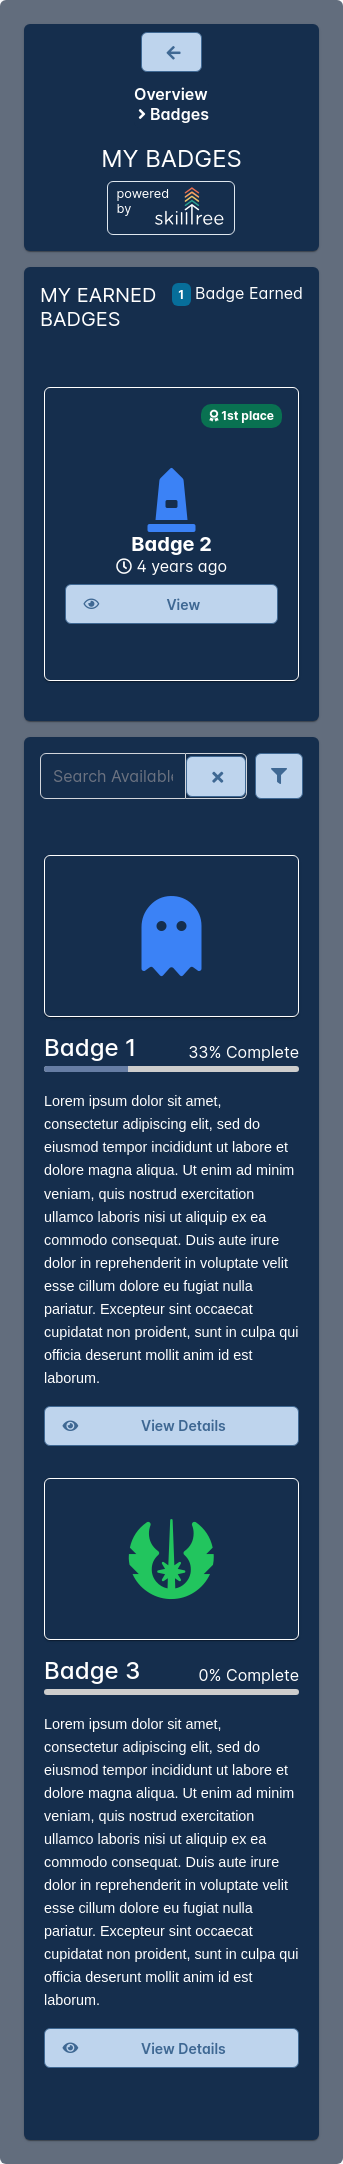 Overview
Badges
MY BADGES
powered
by
skilltree
MY EARNED
BADGES
1 Badge Earned
1st place
Badge 2
4 years ago
View
Search Available
Badge 1
33% Complete
Lorem ipsum dolor sit amet,
consectetur adipiscing elit, sed do
eiusmod tempor incididunt ut labore et
dolore magna aliqua. Ut enim ad minim
veniam, quis nostrud exercitation
ullamco laboris nisi ut aliquip ex ea
commodo consequat. Duis aute irure
dolor in reprehenderit in voluptate velit
esse cillum dolore eu fugiat nulla
pariatur. Excepteur sint occaecat
cupidatat non proident, sunt in culpa qui
officia deserunt mollit anim id est
laborum.
View Details
Badge 3
0% Complete
Lorem ipsum dolor sit amet,
consectetur adipiscing elit, sed do
eiusmod tempor incididunt ut labore et
dolore magna aliqua. Ut enim ad minim
veniam, quis nostrud exercitation
ullamco laboris nisi ut aliquip ex ea
commodo consequat. Duis aute irure
dolor in reprehenderit in voluptate velit
esse cillum dolore eu fugiat nulla
pariatur. Excepteur sint occaecat
cupidatat non proident, sunt in culpa qui
officia deserunt mollit anim id est
laborum.
View Details